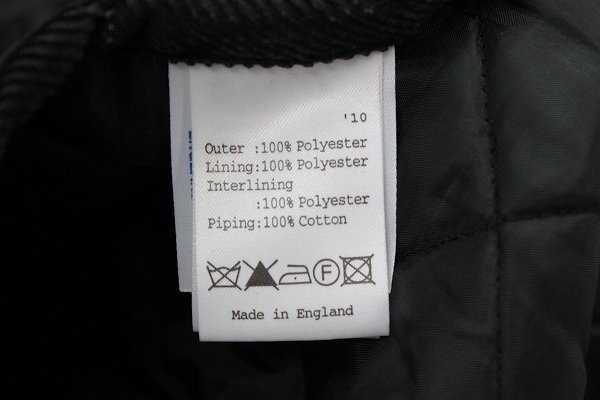 '10
Outer :100% Polyester
Lining:100% Polyester
Interlining
:100% Polyester
Piping:100% Cotton
F
Made in England